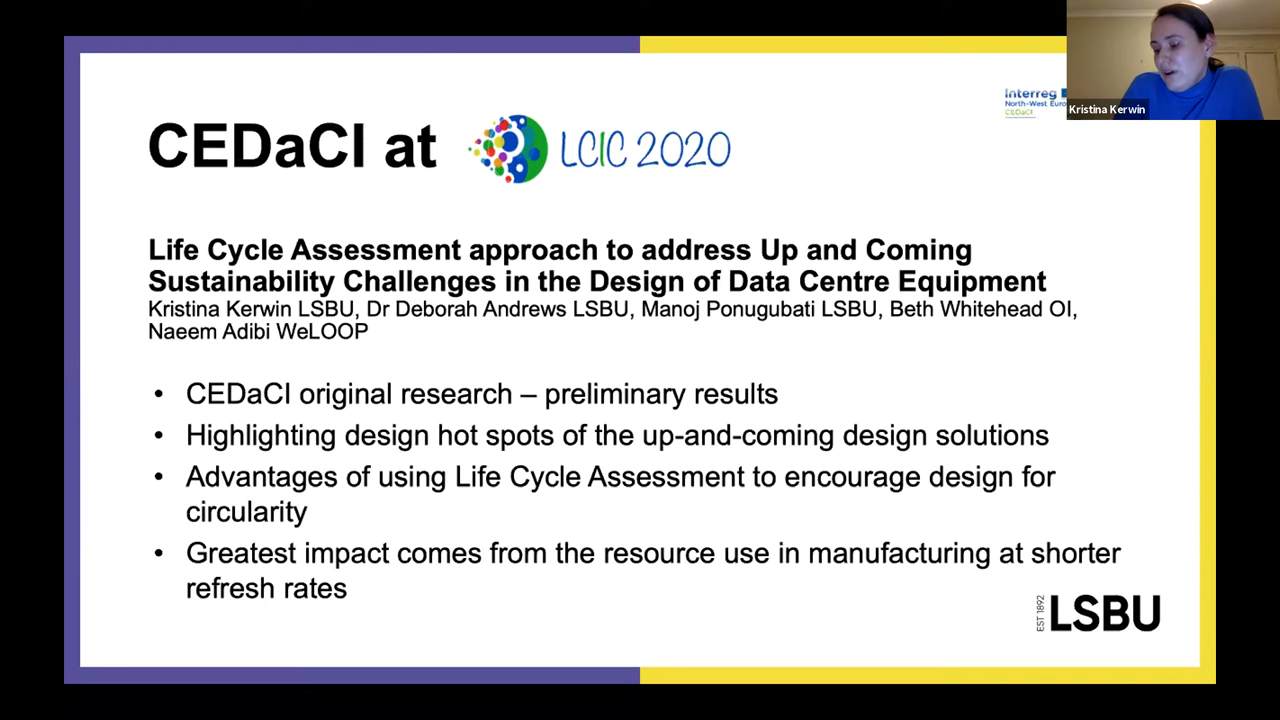 Interreg
North-West Euro
CEDaCI
Kristina Kerwin
CEDaCI at LCIC 2020
Life Cycle Assessment approach to address Up and Coming
Sustainability Challenges in the Design of Data Centre Equipment
Kristina Kerwin LSBU, Dr Deborah Andrews LSBU, Manoj Ponugubati LSBU, Beth Whitehead OI,
Naeem Adibi WeLOOP
• CEDaCI original research – preliminary results
• Highlighting design hot spots of the up-and-coming design solutions
• Advantages of using Life Cycle Assessment to encourage design for
circularity
• Greatest impact comes from the resource use in manufacturing at shorter
refresh rates
EST 1892 LSBU